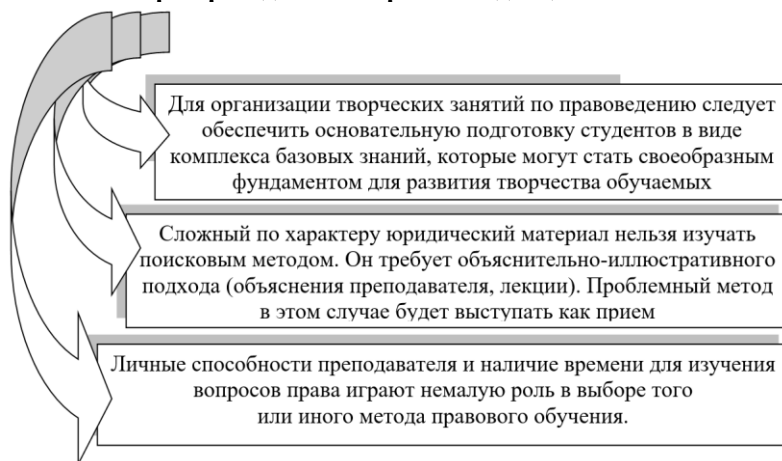 Для организации творческих занятий по правоведению следует
обеспечить основательную подготовку студентов в виде
комплекса базовых знаний, которые могут стать своеобразным
фундаментом для развития творчества обучаемых
Сложный по характеру юридический материал нельзя изучать
поисковым методом. Он требует объяснительно-иллюстративного
подхода (объяснения преподавателя, лекции). Проблемный метод
в этом случае будет выступать как прием
Личные способности преподавателя и наличие времени для изучения
вопросов права играют немалую роль в выборе того
или иного метода правового обучения.